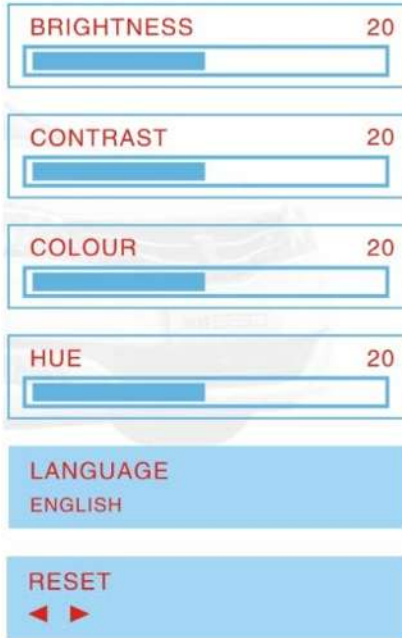 BRIGHTNESS 20
CONTRAST 20
COLOUR 20
HUE 20
LANGUAGE
ENGLISH
RESET
◄ ►